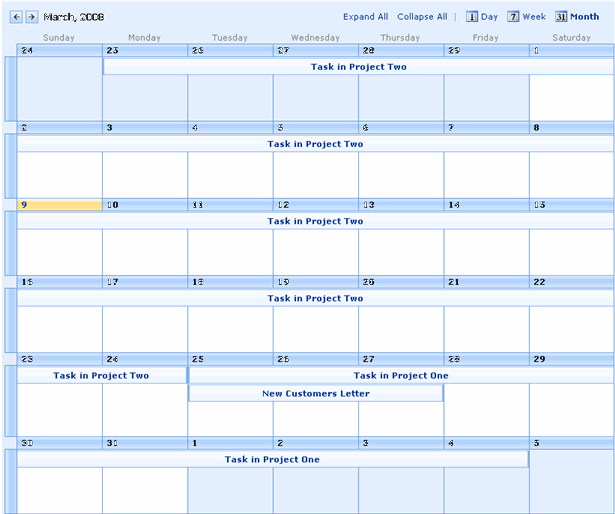 March, 2008 Expand All Collapse All | 1 Day 7 Week 31 Month
Sunday Monday Tuesday Wednesday Thursday Friday Saturday
24 25 26 27 28 29 1
Task in Project Two
2 3 4 5 6 7 8
Task in Project Two
9 10 11 12 13 14 15
Task in Project Two
16 17 18 19 20 21 22
Task in Project Two
23 24 25 26 27 28 29
Task in Project Two Task in Project One
New Customers Letter
30 31 1 2 3 4 5
Task in Project One